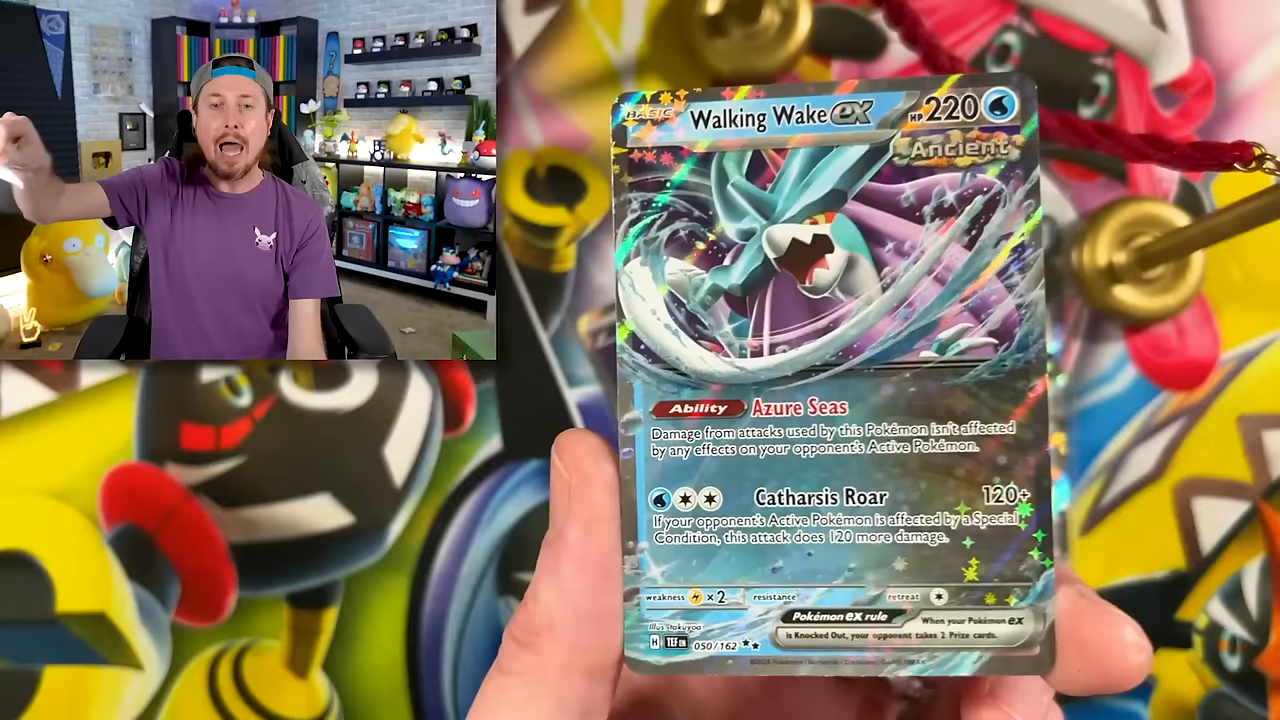 BASIC
Walking Wake ex
HP 220
Ancient
Ability Azure Seas
Damage from attacks used by this Pokémon isn't affected
by any effects on your opponent's Active Pokémon.
Catharsis Roar 120+
If your opponent's Active Pokémon is affected by a Special
Condition, this attack does 120 more damage.
weakness ×2 resistance retreat
Pokémon ex rule
When your Pokémon ex
is Knocked Out, your opponent takes 2 Prize cards.
Illus. takuyoa
H TEF EN 050/162